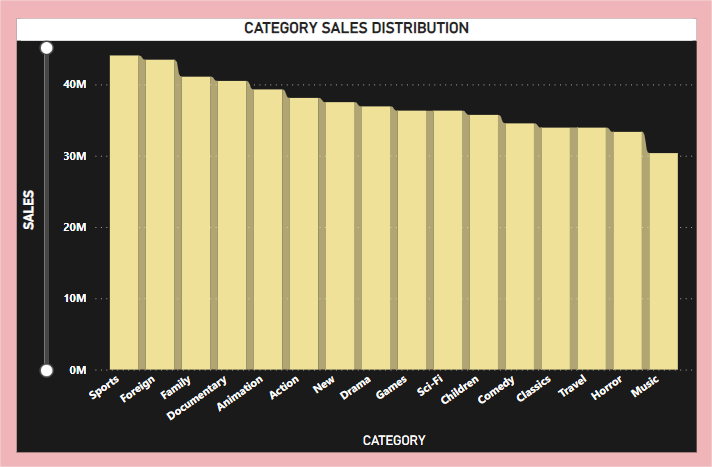 CATEGORY SALES DISTRIBUTION
40M
30M
20M
10M
0M
SALES
Sports
Foreign
Family
Documentary
Animation
Action
New
Drama
Games
Sci-Fi
Children
Comedy
Classics
Travel
Horror
Music
CATEGORY